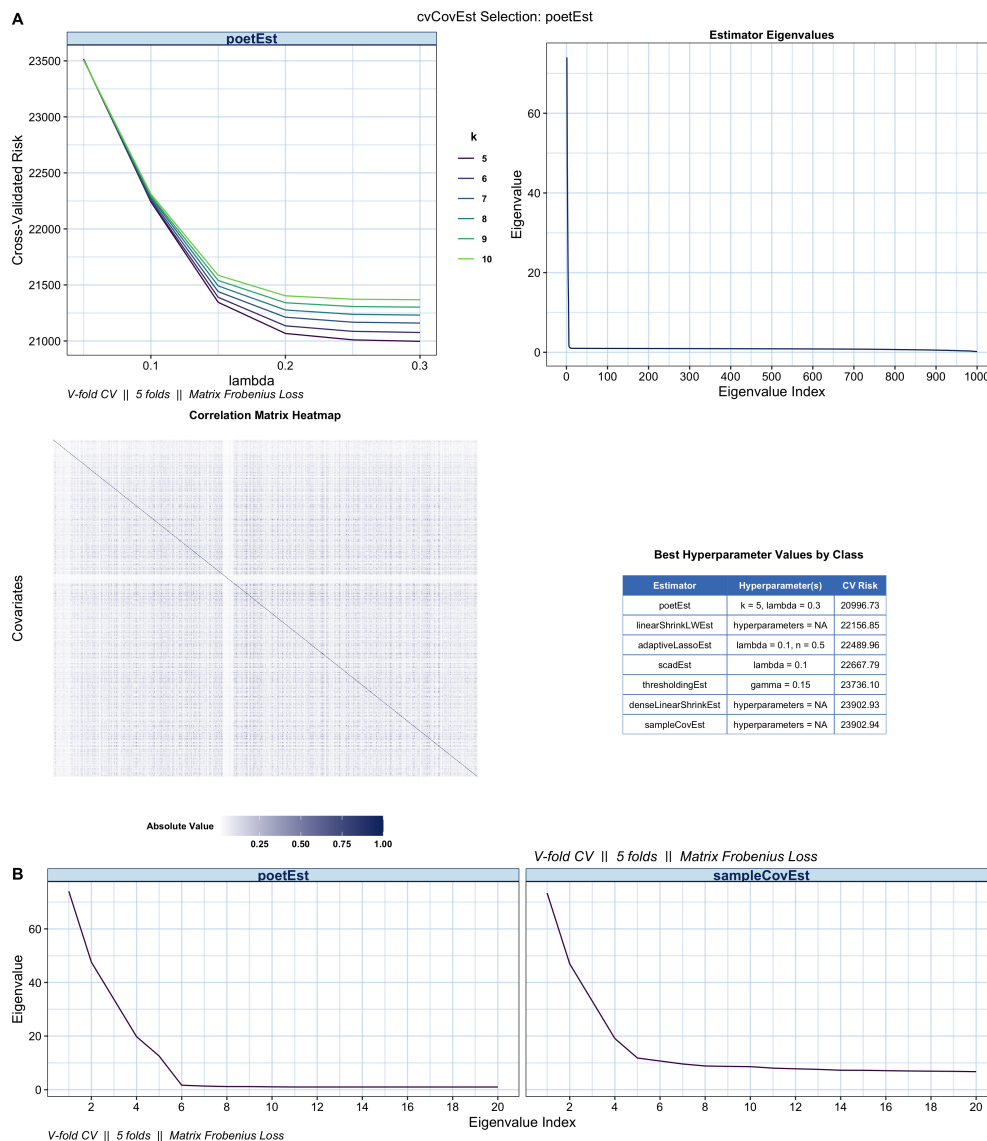 cvCovEst Selection: poetEst
A
poetEst
Cross-Validated Risk
23500
23000
22500
22000
21500
21000
0.1 0.2 0.3
lambda
V-fold CV || 5 folds || Matrix Frobenius Loss
k
5
6
7
8
9
10
Estimator Eigenvalues
Eigenvalue
60
40
20
0
0 100 200 300 400 500 600 700 800 900 1000
Eigenvalue Index
Correlation Matrix Heatmap
Covariates
Absolute Value
0.25 0.50 0.75 1.00
Best Hyperparameter Values by Class
Estimator Hyperparameter(s) CV Risk
poetEst k = 5, lambda = 0.3 20996.73
linearShrinkLWEst hyperparameters = NA 22156.85
adaptiveLassoEst lambda = 0.1, n = 0.5 22489.96
scadEst lambda = 0.1 22667.79
thresholdingEst gamma = 0.15 23736.10
denseLinearShrinkEst hyperparameters = NA 23902.93
sampleCovEst hyperparameters = NA 23902.94
V-fold CV || 5 folds || Matrix Frobenius Loss
B
poetEst
sampleCovEst
Eigenvalue
60
40
20
0
2 4 6 8 10 12 14 16 18 20
2 4 6 8 10 12 14 16 18 20
Eigenvalue Index
V-fold CV || 5 folds || Matrix Frobenius Loss